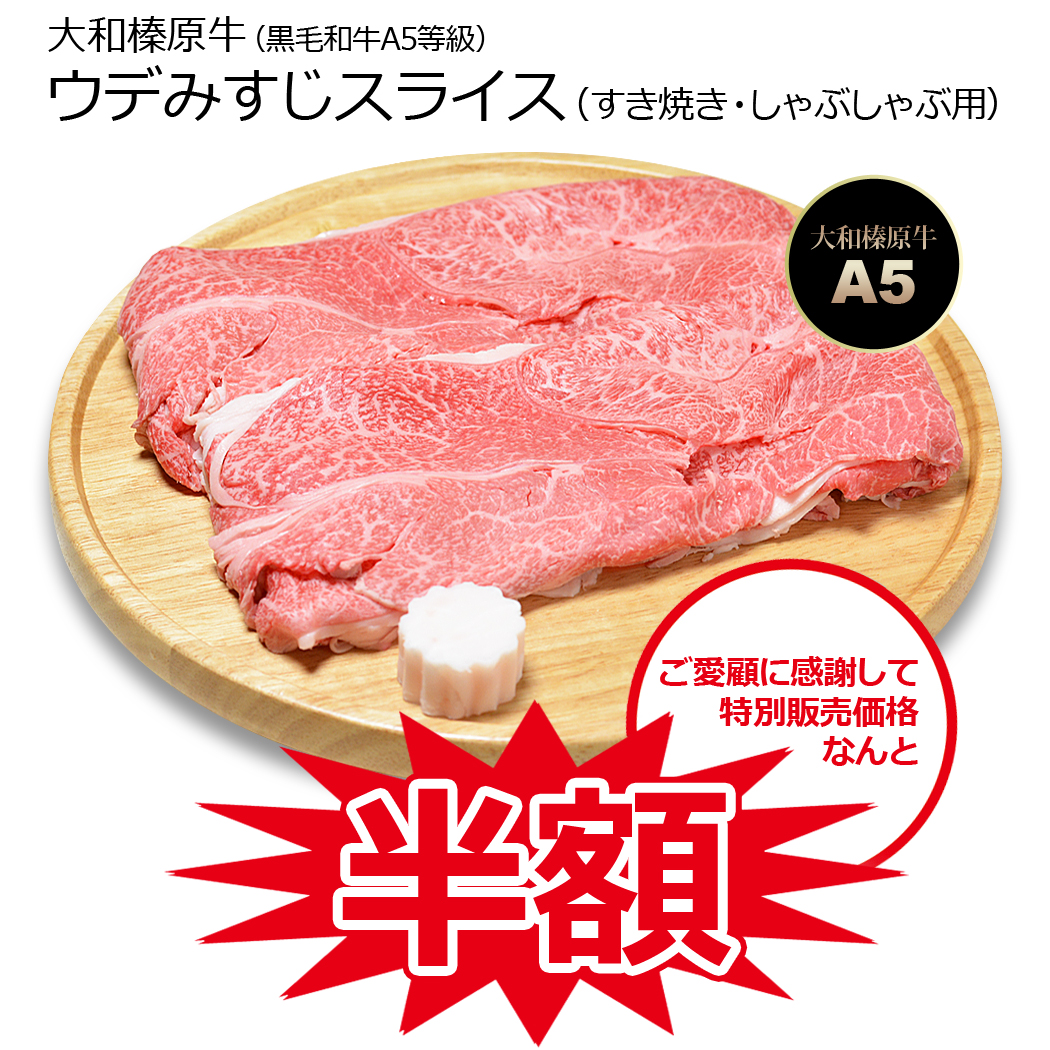 大和榛原牛（黒毛和牛A5等級）
ウデみすじスライス（すき焼き・しゃぶしゃぶ用）
大和榛原牛
A5
ご愛顧に感謝して
特別販売価格
なんと
半額